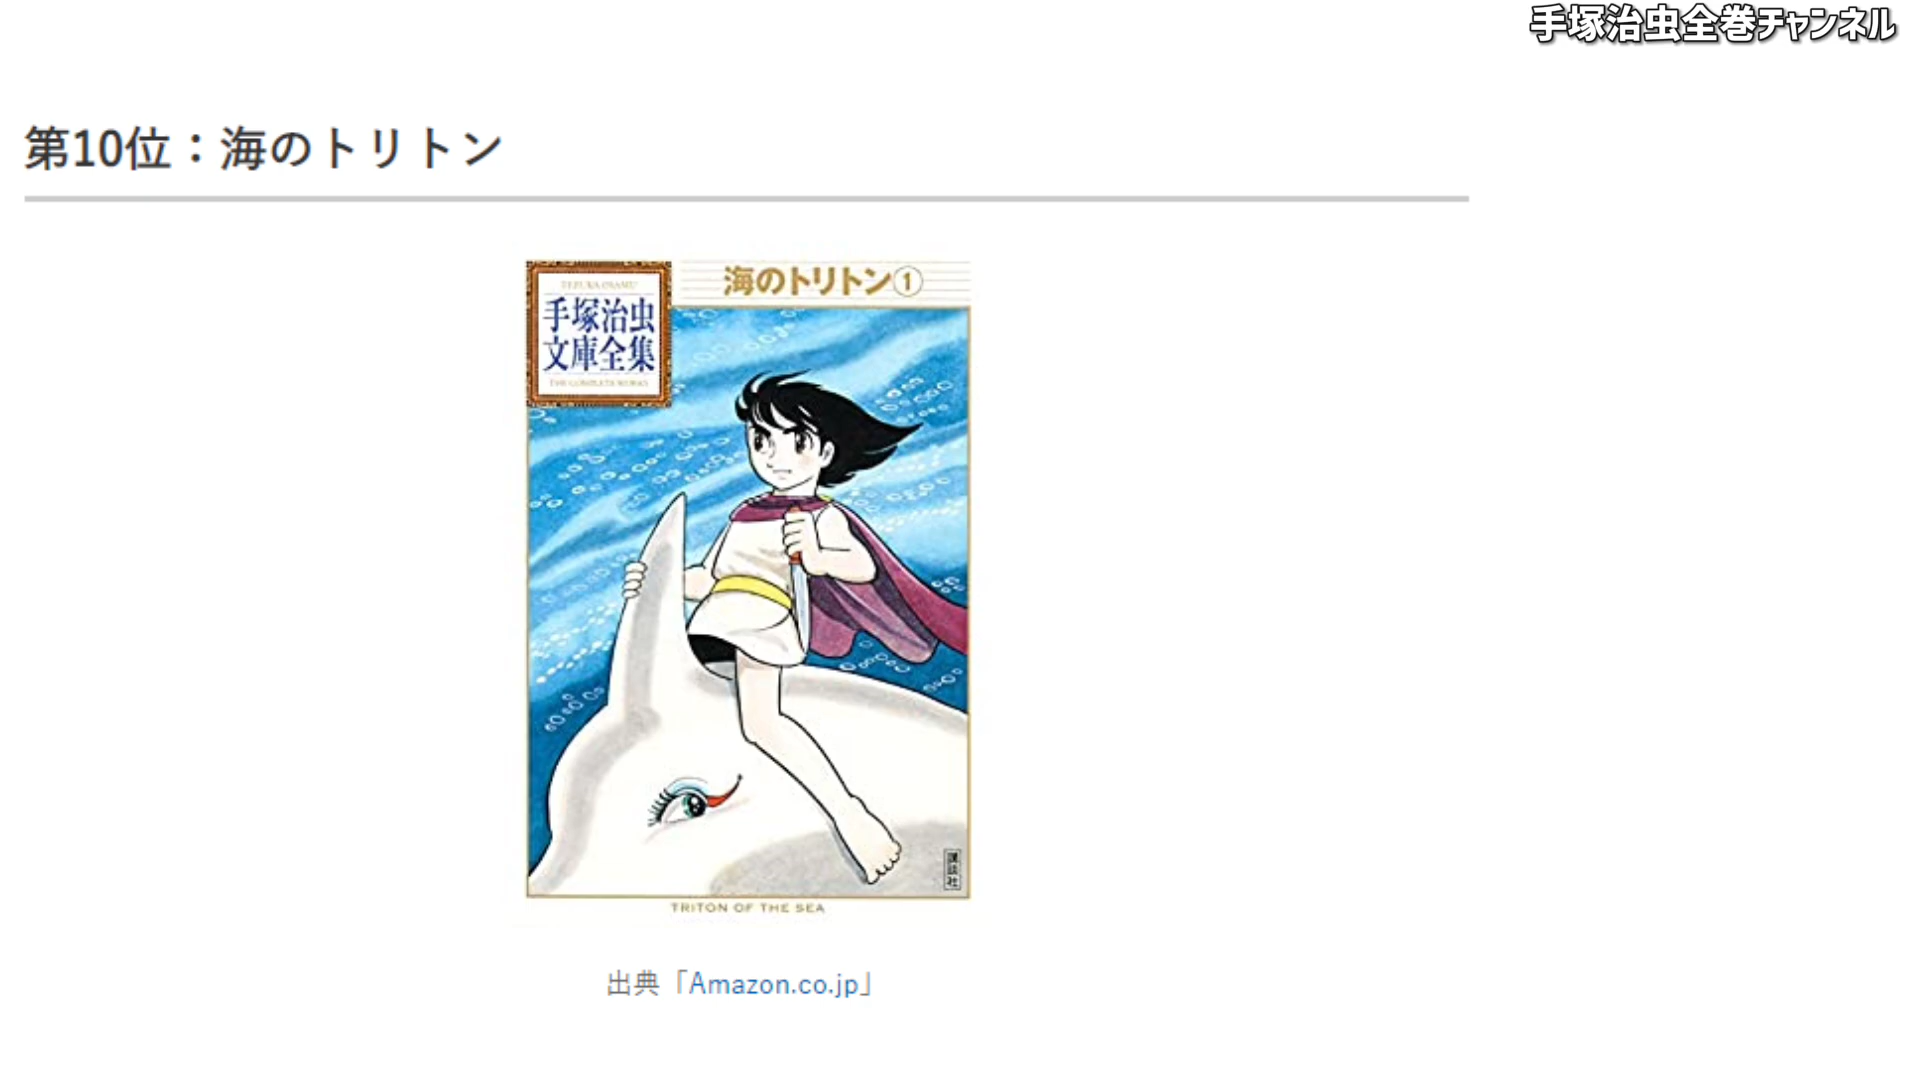 手塚治虫全巻チャンネル
第10位：海のトリトン
TEZUKA OSAMU
手塚治虫
文庫全集
THE COMPLETE WORKS
海のトリトン①
講談社
TRITON OF THE SEA
出典「Amazon.co.jp」